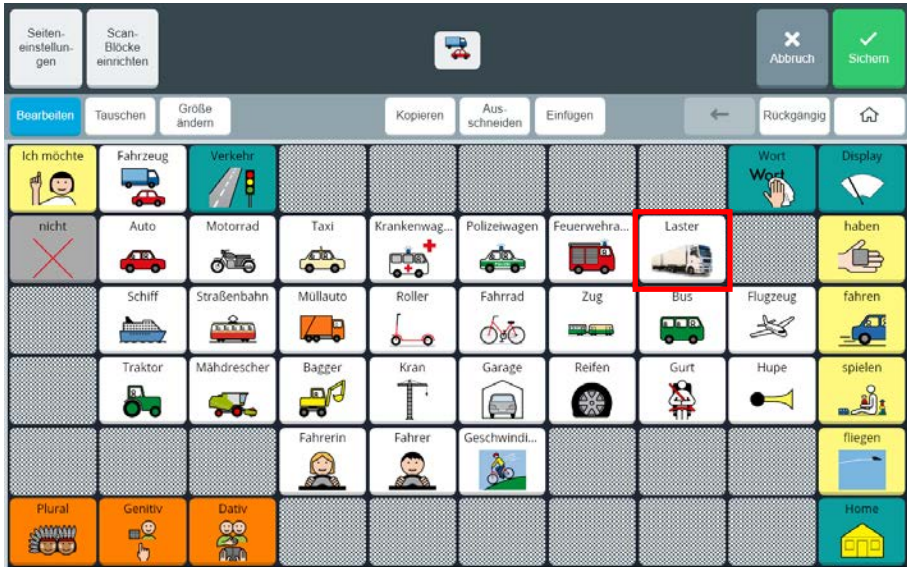 Seiten-
einstellun-
gen
Scan-
Blöcke
einrichten
Abbruch
Sichern
Bearbeiten
Tauschen
Größe
ändern
Kopieren
Aus-
schneiden
Einfügen
Rückgängig
Ich möchte
Fahrzeug
Verkehr
Wort
Wort
Display
nicht
Auto
Motorrad
Taxi
Krankenwag...
Polizeiwagen
Feuerwehra...
Laster
haben
Schiff
Straßenbahn
Müllauto
Roller
Fahrrad
Zug
Bus
Flugzeug
fahren
Traktor
Mähdrescher
Bagger
Kran
Garage
Reifen
Gurt
Hupe
spielen
Fahrerin
Fahrer
Geschwindi...
fliegen
Plural
Genitiv
Dativ
Home